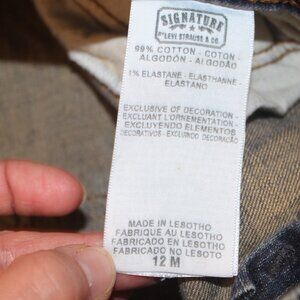 SIGNATURE
BY LEVI STRAUSS & CO.
99% COTTON - COTON -
ALGODÓN - ALGODÃO
1% ELASTANE - ELASTHANNE -
ELASTANO
EXCLUSIVE OF DECORATION -
EXCLUANT L'ORNEMENTATION -
EXCLUYENDO ELEMENTOS
DECORATIVOS - EXCLUINDO DECORAÇÃO
MADE IN LESOTHO
FABRIQUÉ AU LESOTHO
FABRICADO EN LESOTHO
FABRICADO NO LESOTHO
12 M